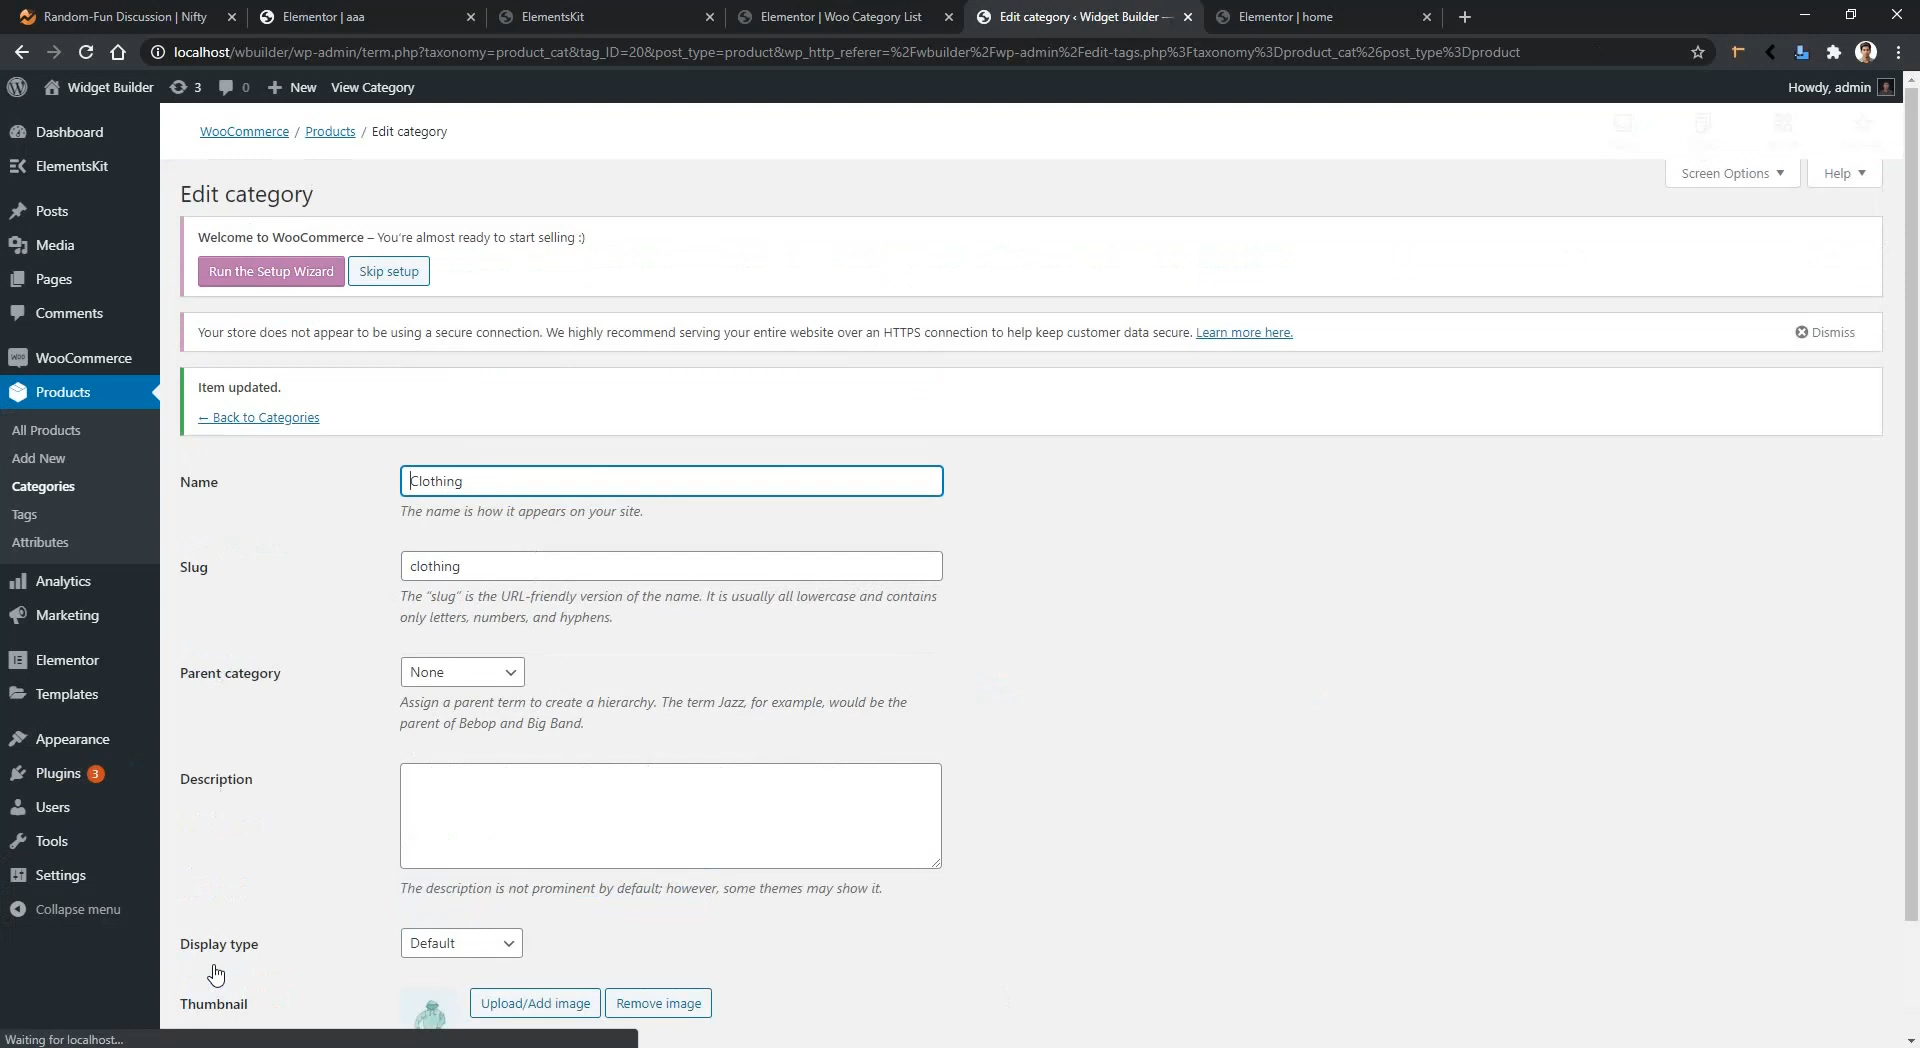 Random-Fun Discussion | Nifty
Elementor | aaa
ElementsKit
Elementor | Woo Category List
Edit category ‹ Widget Builder —
Elementor | home
localhost/wbuilder/wp-admin/term.php?taxonomy=product_cat&tag_ID=20&post_type=product&wp_http_referer=%2Fwbuilder%2Fwp-admin%2Fedit-tags.php%3Ftaxonomy%3Dproduct_cat%26post_type%3Dproduct
Widget Builder
3
0
New
View Category
Howdy, admin
Dashboard
ElementsKit
Posts
Media
Pages
Comments
WooCommerce
Products
All Products
Add New
Categories
Tags
Attributes
Analytics
Marketing
Elementor
Templates
Appearance
Plugins 3
Users
Tools
Settings
Collapse menu
WooCommerce / Products / Edit category
Screen Options
Help
Edit category
Welcome to WooCommerce – You're almost ready to start selling :)
Run the Setup Wizard
Skip setup
Your store does not appear to be using a secure connection. We highly recommend serving your entire website over an HTTPS connection to help keep customer data secure. Learn more here.
Dismiss
Item updated.
← Back to Categories
Name
Clothing
The name is how it appears on your site.
Slug
clothing
The "slug" is the URL-friendly version of the name. It is usually all lowercase and contains
only letters, numbers, and hyphens.
Parent category
None
Assign a parent term to create a hierarchy. The term Jazz, for example, would be the
parent of Bebop and Big Band.
Description
The description is not prominent by default; however, some themes may show it.
Display type
Default
Thumbnail
Upload/Add image
Remove image
Waiting for localhost...